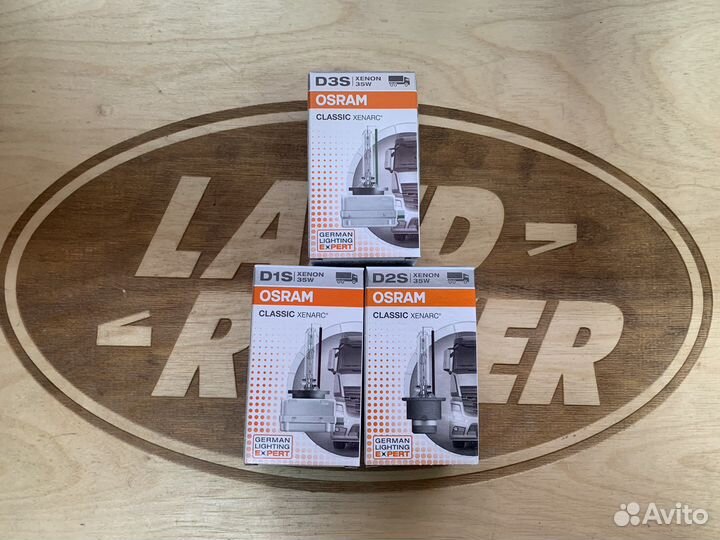 D3S XENON 35W
OSRAM
CLASSIC XENARC®
GERMAN
LIGHTING
EXPERT
LAND
ROVER
D1S XENON 35W
OSRAM
CLASSIC XENARC®
GERMAN
LIGHTING
EXPERT
D2S XENON 35W
OSRAM
CLASSIC XENARC®
GERMAN
LIGHTING
EXPERT
Avito